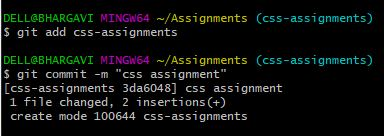 DELL@BHARGAVI MINGW64 ~/Assignments (css-assignments)
$ git add css-assignments
DELL@BHARGAVI MINGW64 ~/Assignments (css-assignments)
$ git commit -m "css assignment"
[css-assignments 3da6048] css assignment
1 file changed, 2 insertions(+)
create mode 100644 css-assignments